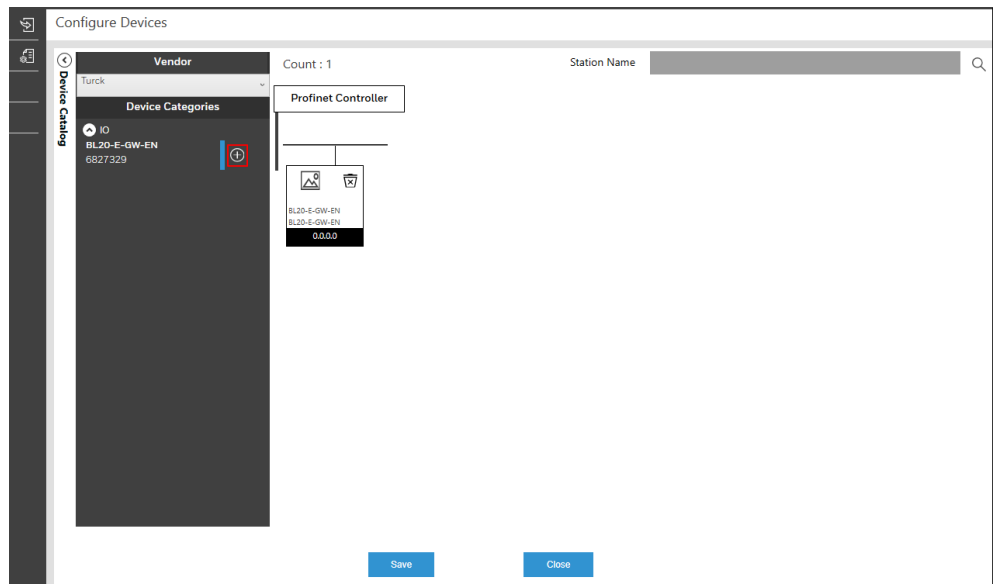 Configure Devices
Device Catalog
Vendor
Turck
Device Categories
IO
BL20-E-GW-EN
6827329
Count : 1
Station Name
Profinet Controller
BL20-E-GW-EN
BL20-E-GW-EN
0.0.0.0
Save
Close